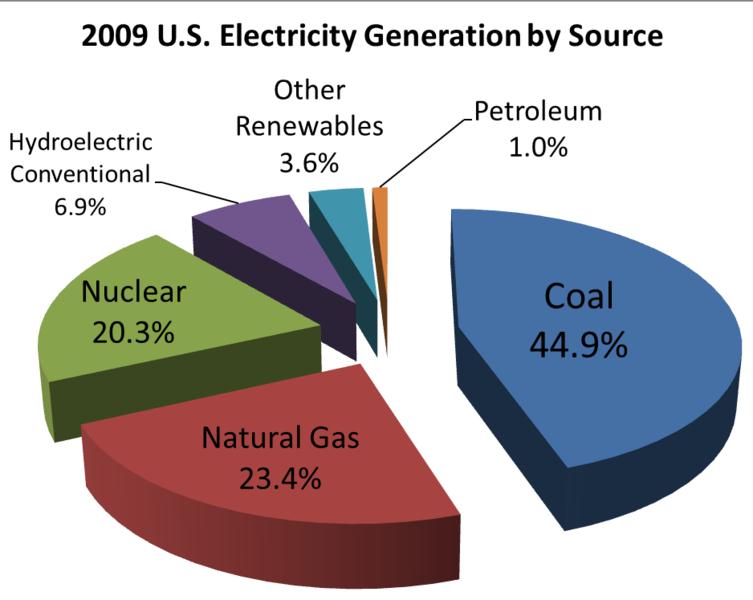 2009 U.S. Electricity Generation by Source
Other
Renewables
3.6%
Petroleum
1.0%
Hydroelectric
Conventional
6.9%
Nuclear
20.3%
Coal
44.9%
Natural Gas
23.4%